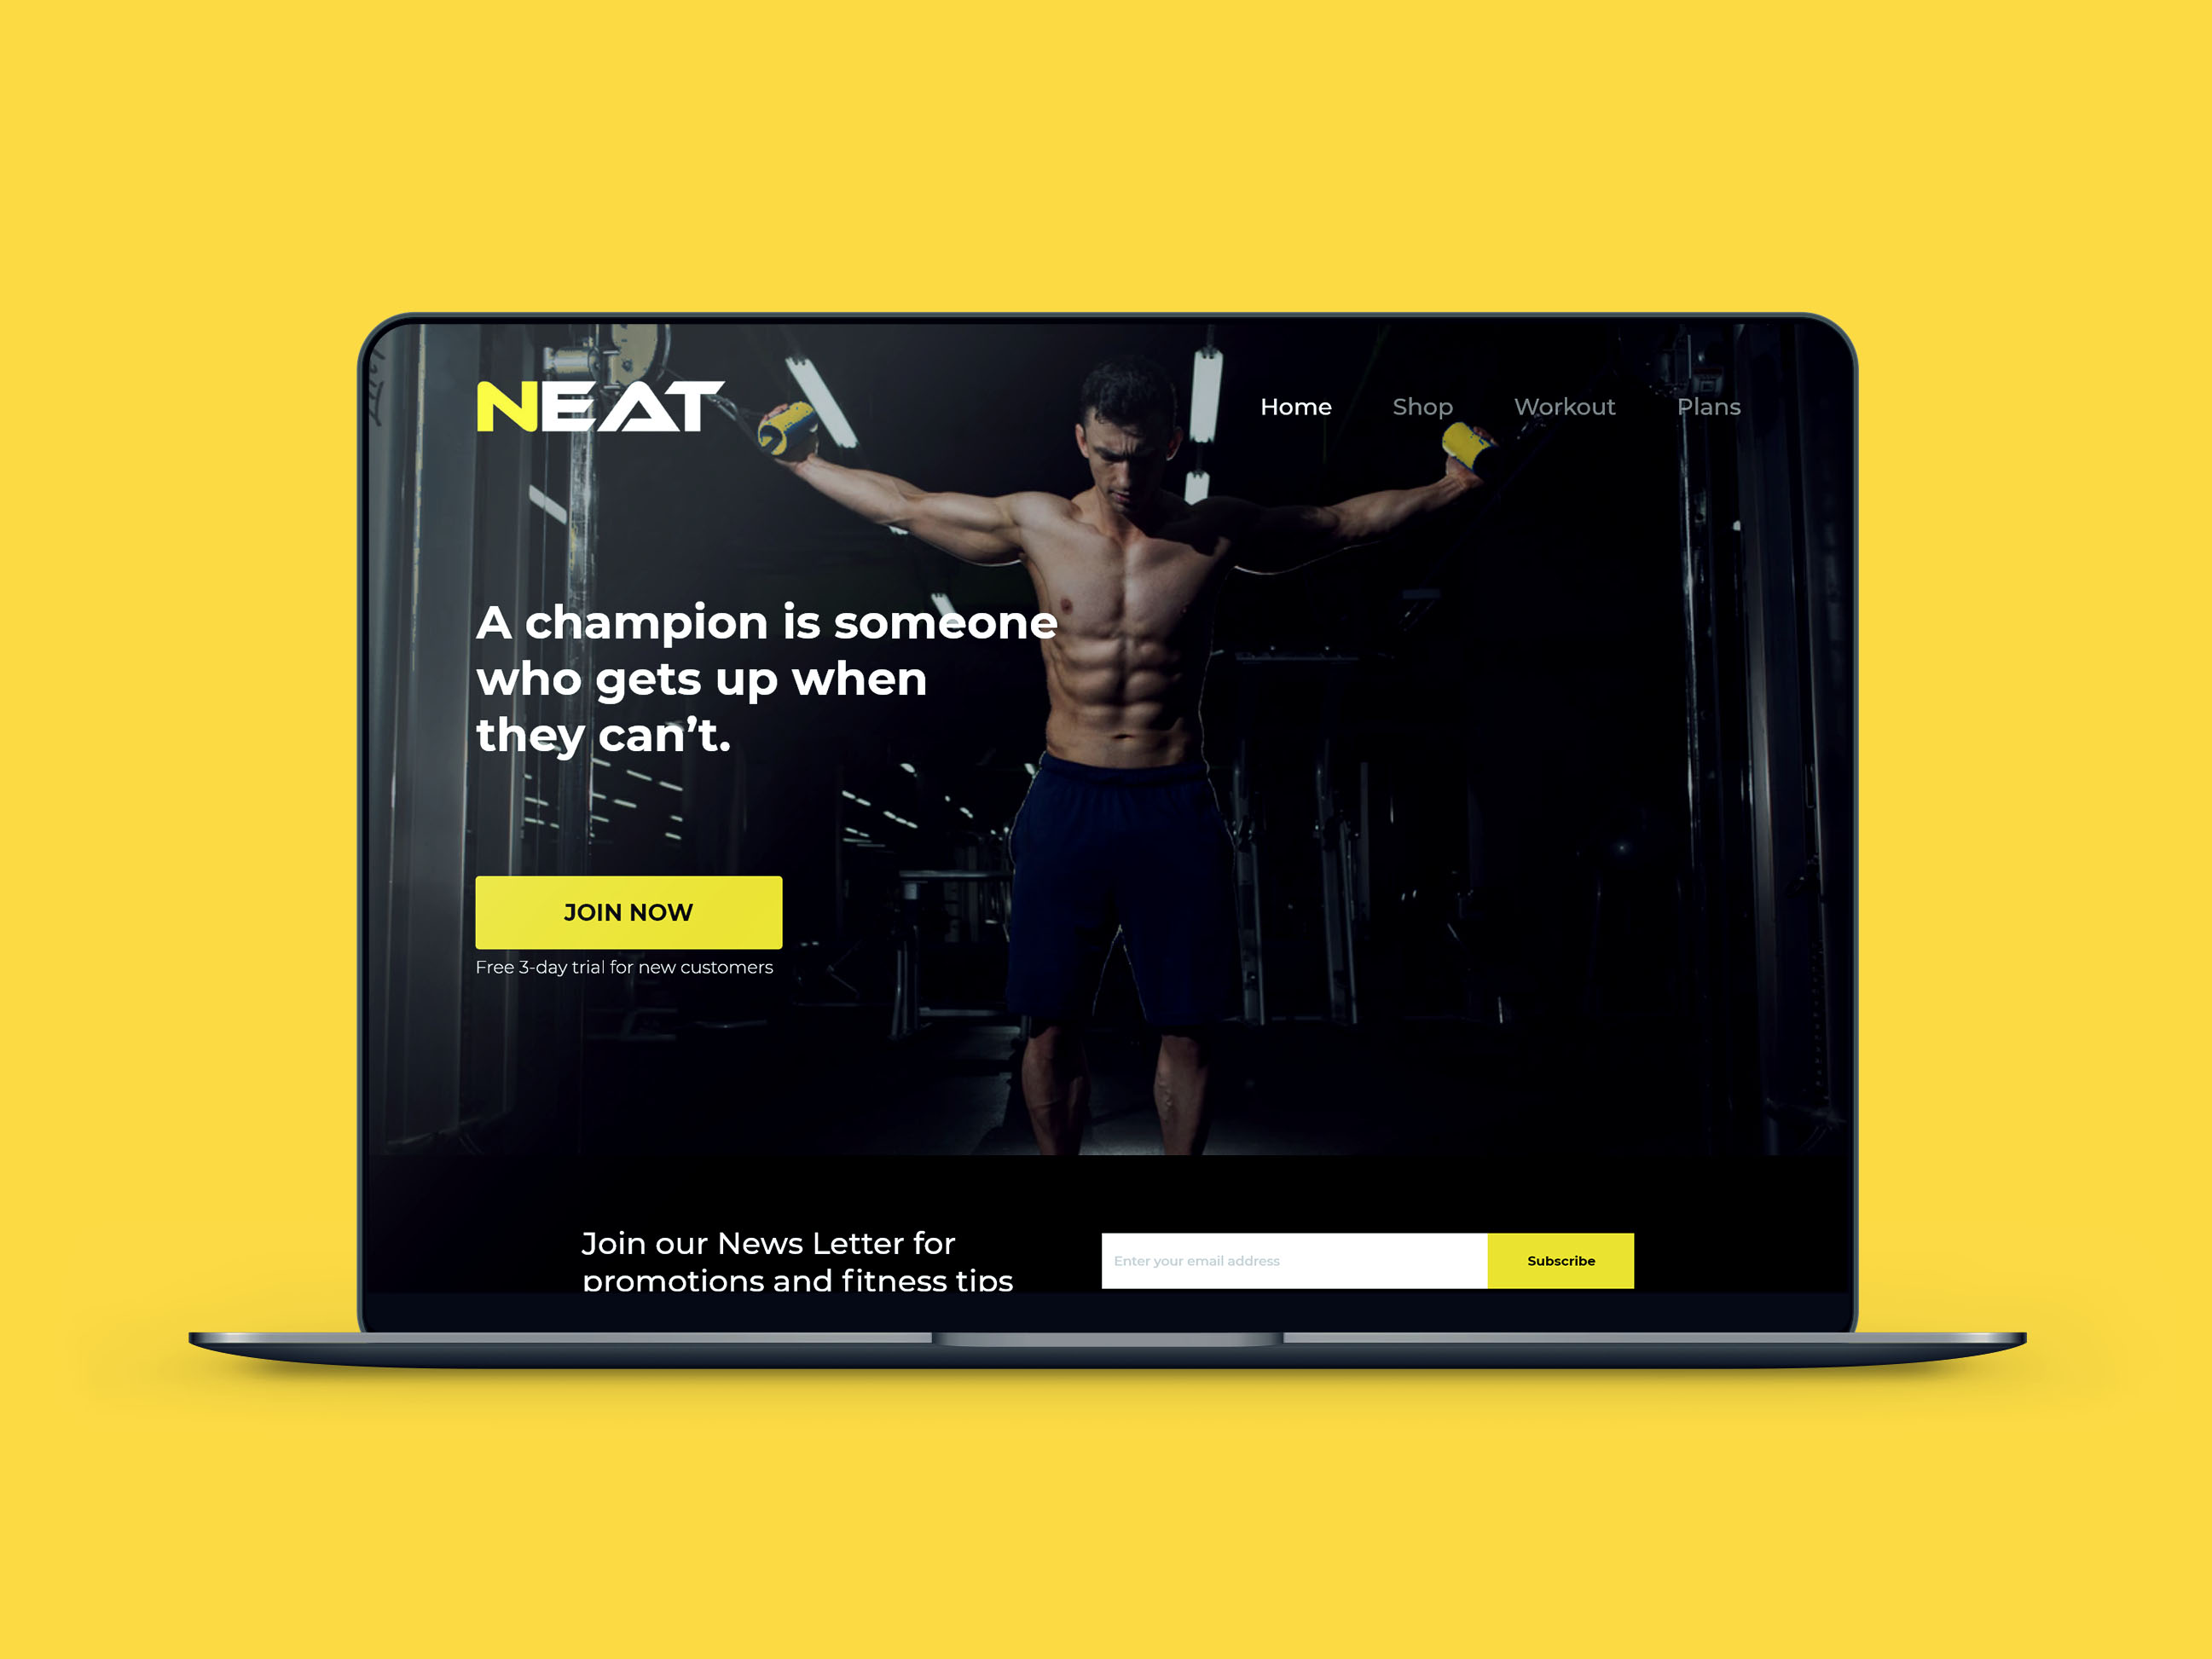 NEAT
Home Shop Workout Plans
A champion is someone
who gets up when
they can’t.
JOIN NOW
Free 3-day trial for new customers
Join our News Letter for
promotions and fitness tips
Enter your email address
Subscribe